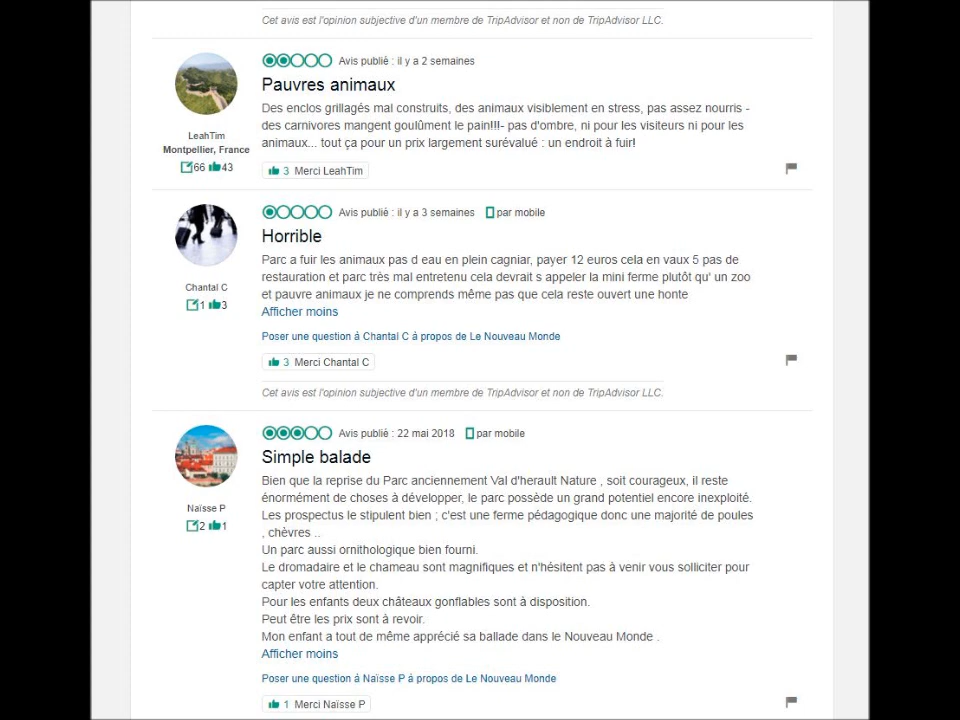 Cet avis est l'opinion subjective d'un membre de TripAdvisor et non de TripAdvisor LLC.
Avis publié : il y a 2 semaines
Pauvres animaux
Des enclos grillagés mal construits, des animaux visiblement en stress, pas assez nourris -
des carnivores mangent goulûment le pain!!!- pas d'ombre, ni pour les visiteurs ni pour les
animaux... tout ça pour un prix largement surévalué : un endroit à fuir!
LeahTim
Montpellier, France
66 43
3 Merci LeahTim
Avis publié : il y a 3 semaines par mobile
Horrible
Parc a fuir les animaux pas d eau en plein cagniar, payer 12 euros cela en vaux 5 pas de
restauration et parc très mal entretenu cela devrait s appeler la mini ferme plutôt qu' un zoo
et pauvre animaux je ne comprends même pas que cela reste ouvert une honte
Afficher moins
Chantal C
1 3
Poser une question à Chantal C à propos de Le Nouveau Monde
3 Merci Chantal C
Cet avis est l'opinion subjective d'un membre de TripAdvisor et non de TripAdvisor LLC.
Avis publié : 22 mai 2018 par mobile
Simple balade
Bien que la reprise du Parc anciennement Val d'herault Nature , soit courageux, il reste
énormément de choses à développer, le parc possède un grand potentiel encore inexploité.
Les prospectus le stipulent bien ; c'est une ferme pédagogique donc une majorité de poules
, chèvres ..
Un parc aussi ornithologique bien fourni.
Le dromadaire et le chameau sont magnifiques et n'hésitent pas à venir vous solliciter pour
capter votre attention.
Pour les enfants deux châteaux gonflables sont à disposition.
Peut être les prix sont à revoir.
Mon enfant a tout de même apprécié sa ballade dans le Nouveau Monde .
Afficher moins
Naïsse P
2 1
Poser une question à Naïsse P à propos de Le Nouveau Monde
1 Merci Naïsse P